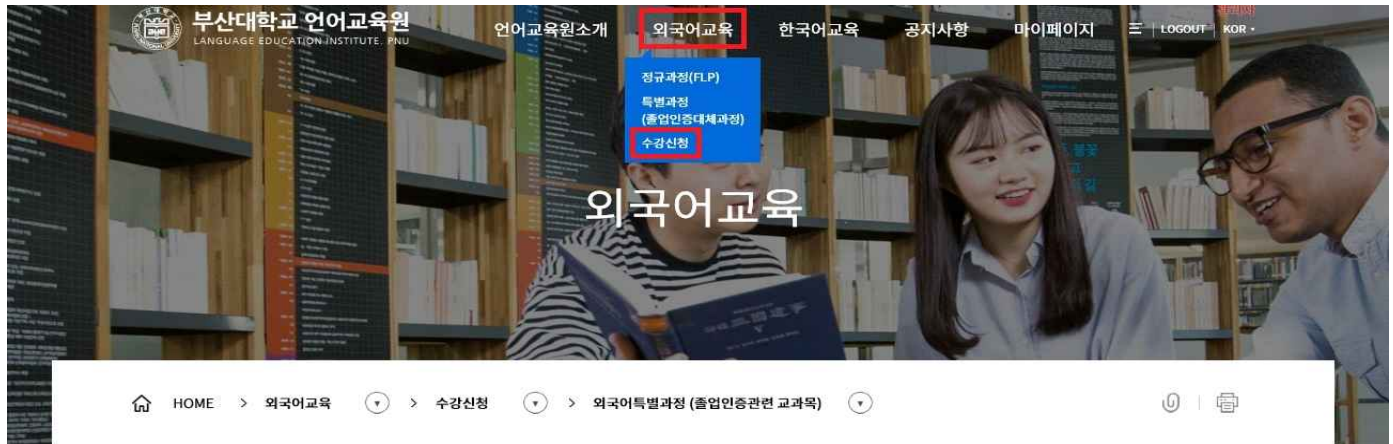 부산대학교 언어교육원
LANGUAGE EDUCATION INSTITUTE. PNU
언어교육원소개 외국어교육 한국어교육 공지사항 마이페이지 LOGOUT KOR
정규과정(FLP)
특별과정
(졸업인증대체과정)
수강신청
외국어교육
HOME > 외국어교육 > 수강신청 > 외국어특별과정 (졸업인증관련 교과목)